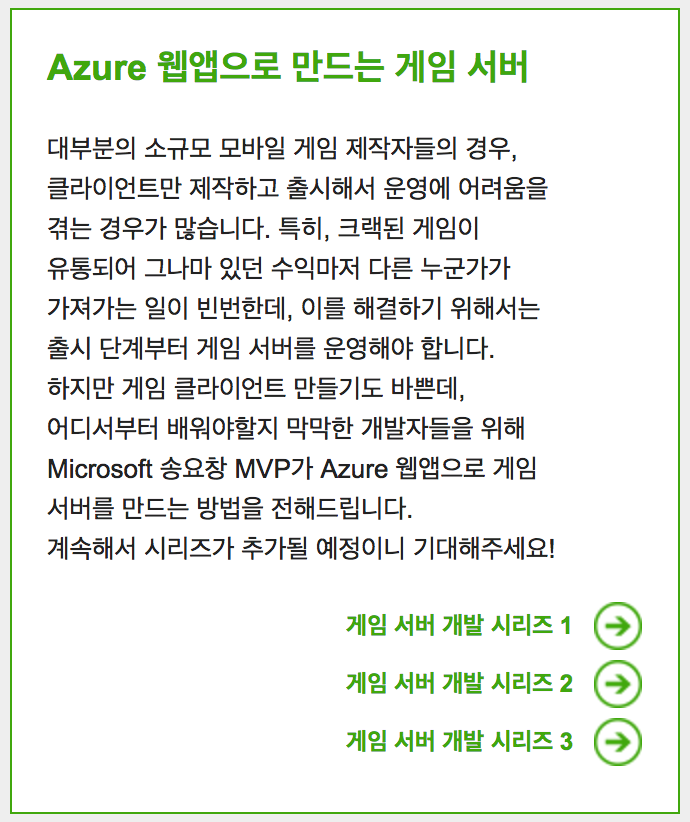 Azure 웹앱으로 만드는 게임 서버
대부분의 소규모 모바일 게임 제작자들의 경우,
클라이언트만 제작하고 출시해서 운영에 어려움을
겪는 경우가 많습니다. 특히, 크랙된 게임이
유통되어 그나마 있던 수익마저 다른 누군가가
가져가는 일이 빈번한데, 이를 해결하기 위해서는
출시 단계부터 게임 서버를 운영해야 합니다.
하지만 게임 클라이언트 만들기도 바쁜데,
어디서부터 배워야할지 막막한 개발자들을 위해
Microsoft 송요창 MVP가 Azure 웹앱으로 게임
서버를 만드는 방법을 전해드립니다.
계속해서 시리즈가 추가될 예정이니 기대해주세요!
게임 서버 개발 시리즈 1
게임 서버 개발 시리즈 2
게임 서버 개발 시리즈 3